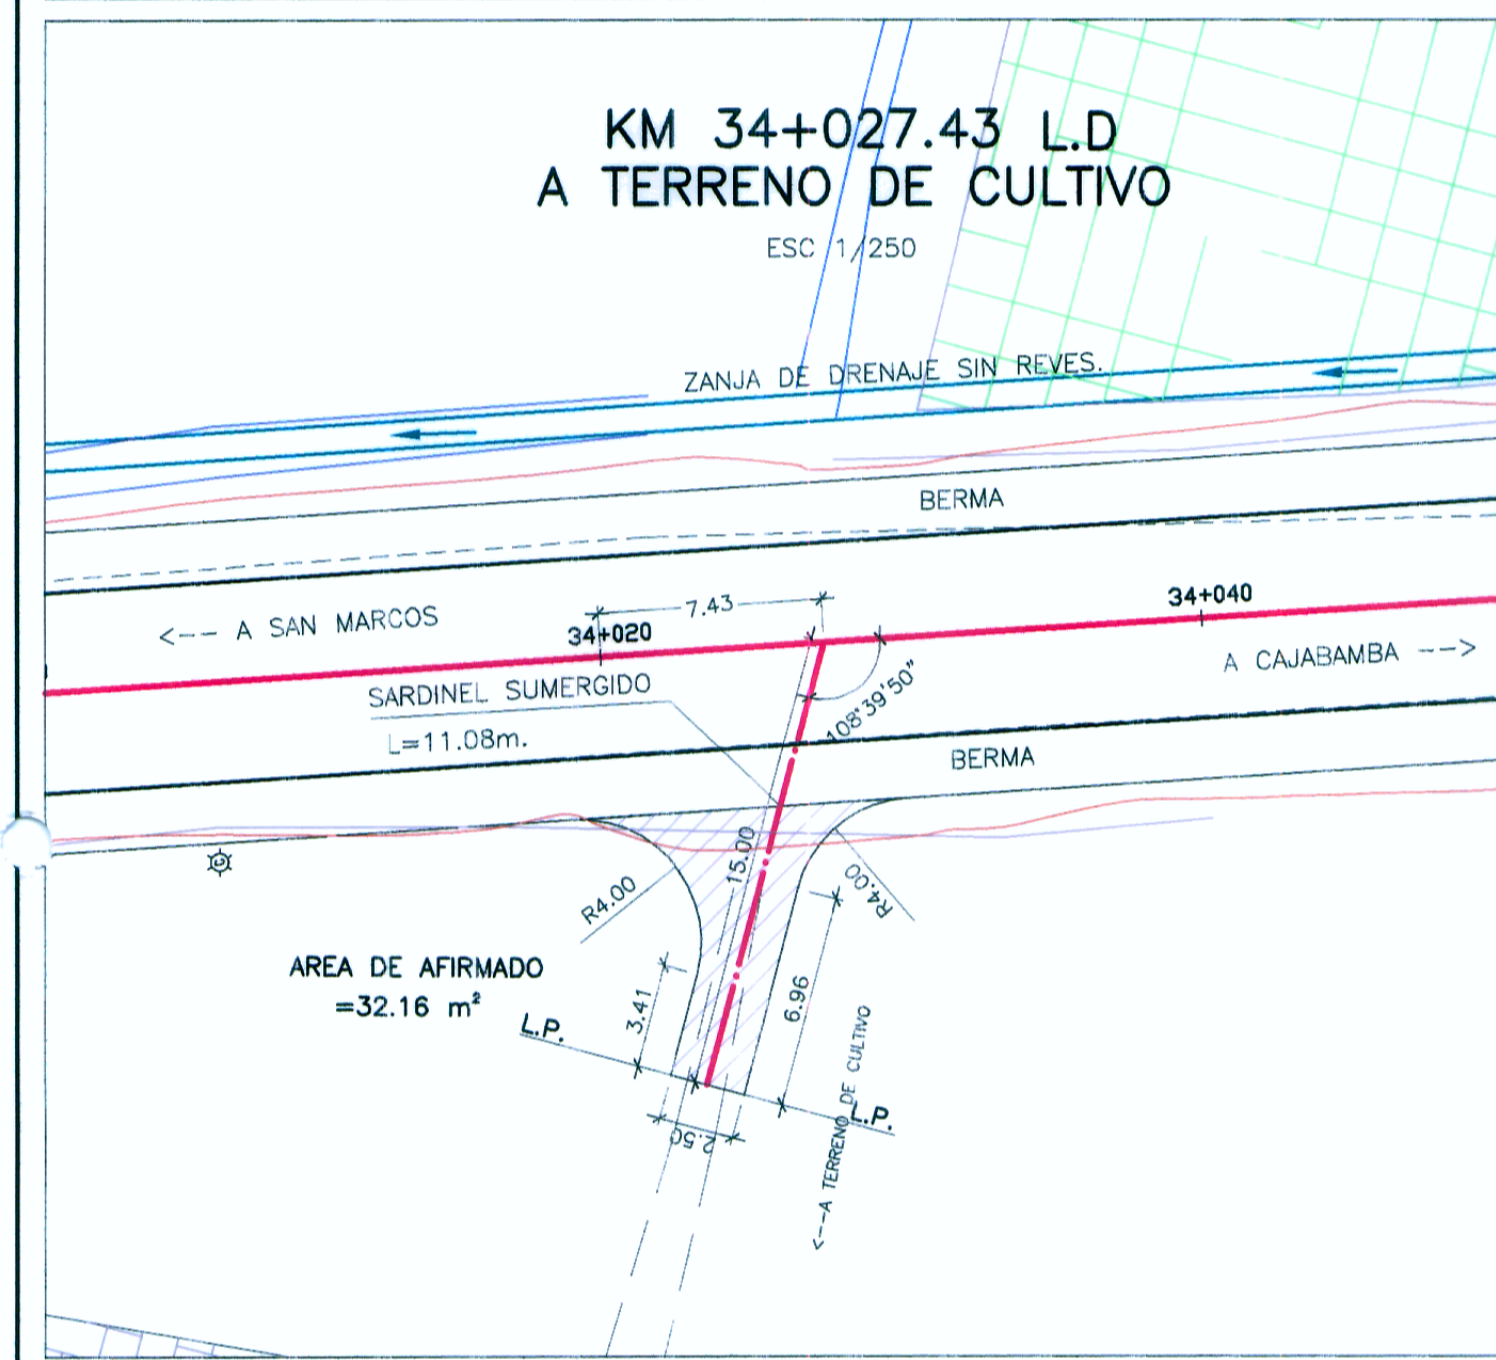 KM 34+027.43 L.D
A TERRENO DE CULTIVO
ESC 1/250
ZANJA DE DRENAJE SIN REVES.
BERMA
<-- A SAN MARCOS
7.43
34+020
34+040
A CAJABAMBA -->
SARDINEL SUMERGIDO
L=11.08m.
108°39'50"
BERMA
15.00
R4.00
R4.00
AREA DE AFIRMADO
=32.16 m²
3.41
6.96
L.P.
L.P.
2.50
<--A TERRENO DE CULTIVO